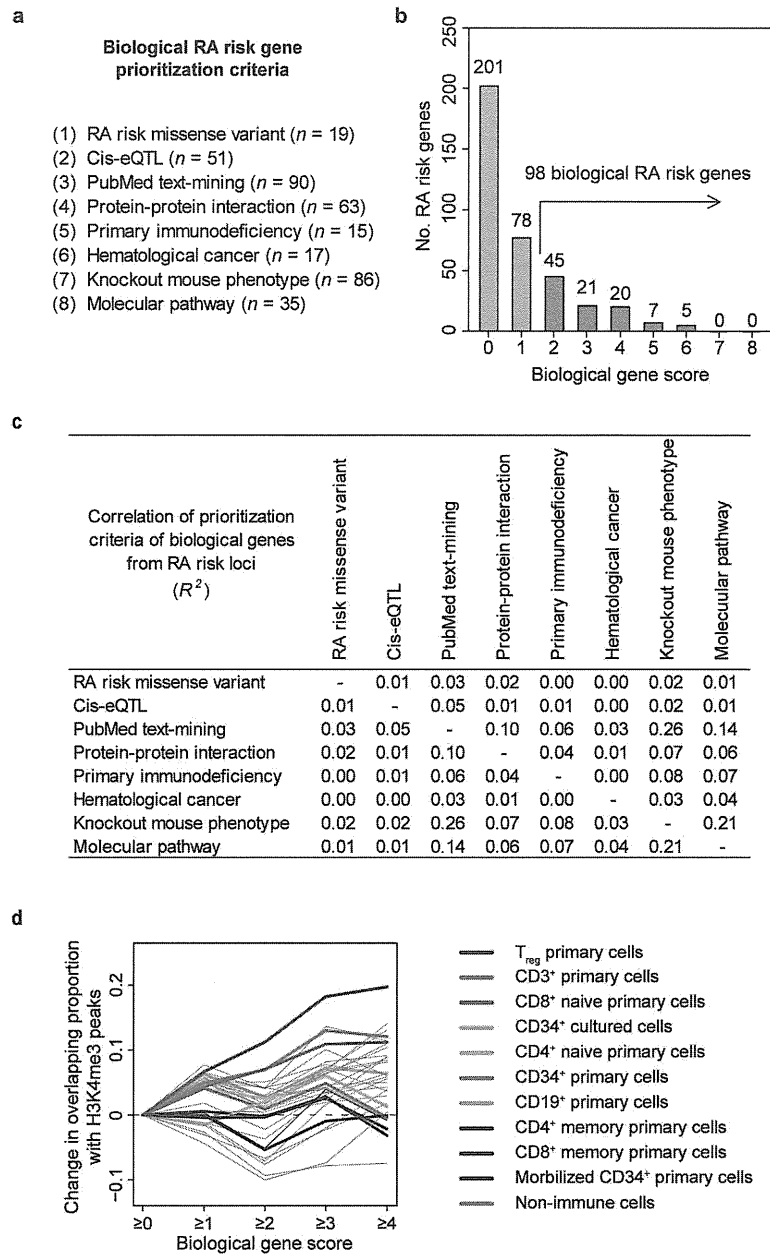 a
Biological RA risk gene
prioritization criteria
(1) RA risk missense variant (n = 19)
(2) Cis-eQTL (n = 51)
(3) PubMed text-mining (n = 90)
(4) Protein-protein interaction (n = 63)
(5) Primary immunodeficiency (n = 15)
(6) Hematological cancer (n = 17)
(7) Knockout mouse phenotype (n = 86)
(8) Molecular pathway (n = 35)
b
No. RA risk genes
250
200
150
100
50
0
201
78
45
21
20
7
5
0
0
98 biological RA risk genes
0 1 2 3 4 5 6 7 8
Biological gene score
c
Correlation of prioritization
criteria of biological genes
from RA risk loci
(R²)
RA risk missense variant
Cis-eQTL
PubMed text-mining
Protein-protein interaction
Primary immunodeficiency
Hematological cancer
Knockout mouse phenotype
Molecuular pathway
RA risk missense variant - 0.01 0.03 0.02 0.00 0.00 0.02 0.01
Cis-eQTL 0.01 - 0.05 0.01 0.01 0.00 0.02 0.01
PubMed text-mining 0.03 0.05 - 0.10 0.06 0.03 0.26 0.14
Protein-protein interaction 0.02 0.01 0.10 - 0.04 0.01 0.07 0.06
Primary immunodeficiency 0.00 0.01 0.06 0.04 - 0.00 0.08 0.07
Hematological cancer 0.00 0.00 0.03 0.01 0.00 - 0.03 0.04
Knockout mouse phenotype 0.02 0.02 0.26 0.07 0.08 0.03 - 0.21
Molecular pathway 0.01 0.01 0.14 0.06 0.07 0.04 0.21 -
d
Change in overlapping proportion
with H3K4me3 peaks
0.2
0.1
0
−0.1
≥0 ≥1 ≥2 ≥3 ≥4
Biological gene score
Treg primary cells
CD3⁺ primary cells
CD8⁺ naive primary cells
CD34⁺ cultured cells
CD4⁺ naive primary cells
CD34⁺ primary cells
CD19⁺ primary cells
CD4⁺ memory primary cells
CD8⁺ memory primary cells
Morbilized CD34⁺ primary cells
Non-immune cells